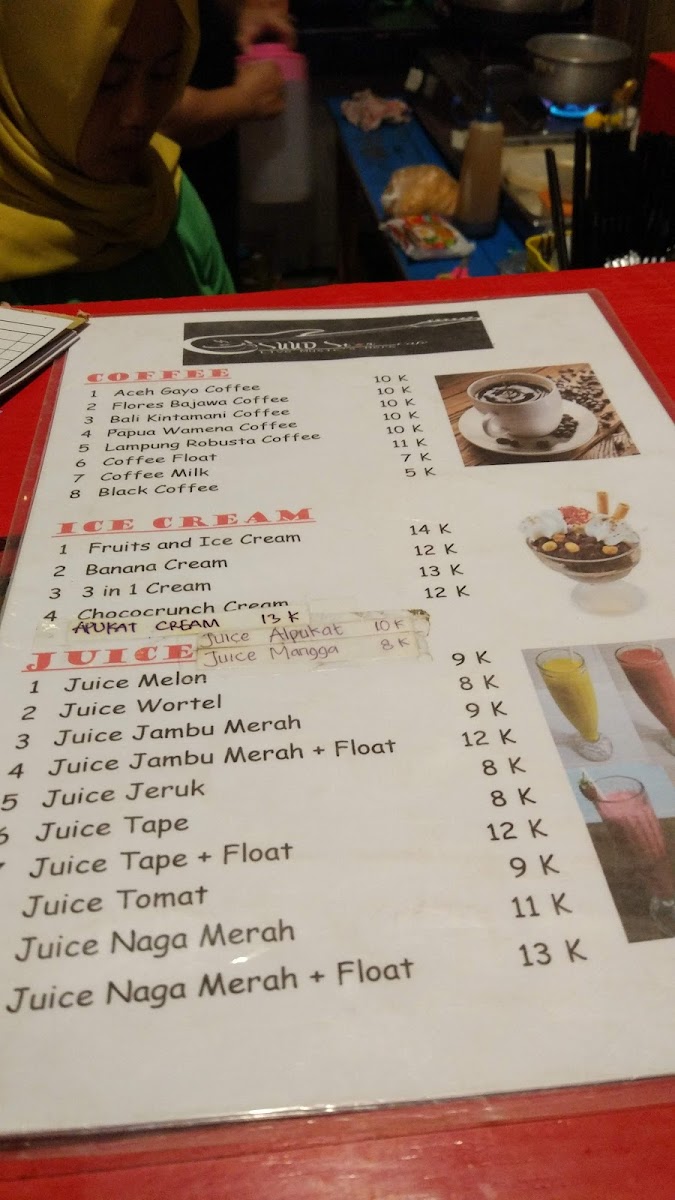 COFFEE
1 Aceh Gayo Coffee 10 K
2 Flores Bajawa Coffee 10 K
3 Bali Kintamani Coffee 10 K
4 Papua Wamena Coffee 10 K
5 Lampung Robusta Coffee 10 K
6 Coffee Float 11 K
7 Coffee Milk 7 K
8 Black Coffee 5 K
ICE CREAM
1 Fruits and Ice Cream 14 K
2 Banana Cream 12 K
3 3 in 1 Cream 13 K
4 Chococrunch Cream 12 K
APUKAT CREAM 13 K
Juice Alpukat 10 K
Juice Mangga 8 K
JUICE
1 Juice Melon 9 K
2 Juice Wortel 8 K
3 Juice Jambu Merah 9 K
4 Juice Jambu Merah + Float 12 K
5 Juice Jeruk 8 K
6 Juice Tape 8 K
Juice Tape + Float 12 K
Juice Tomat 9 K
Juice Naga Merah 11 K
Juice Naga Merah + Float 13 K